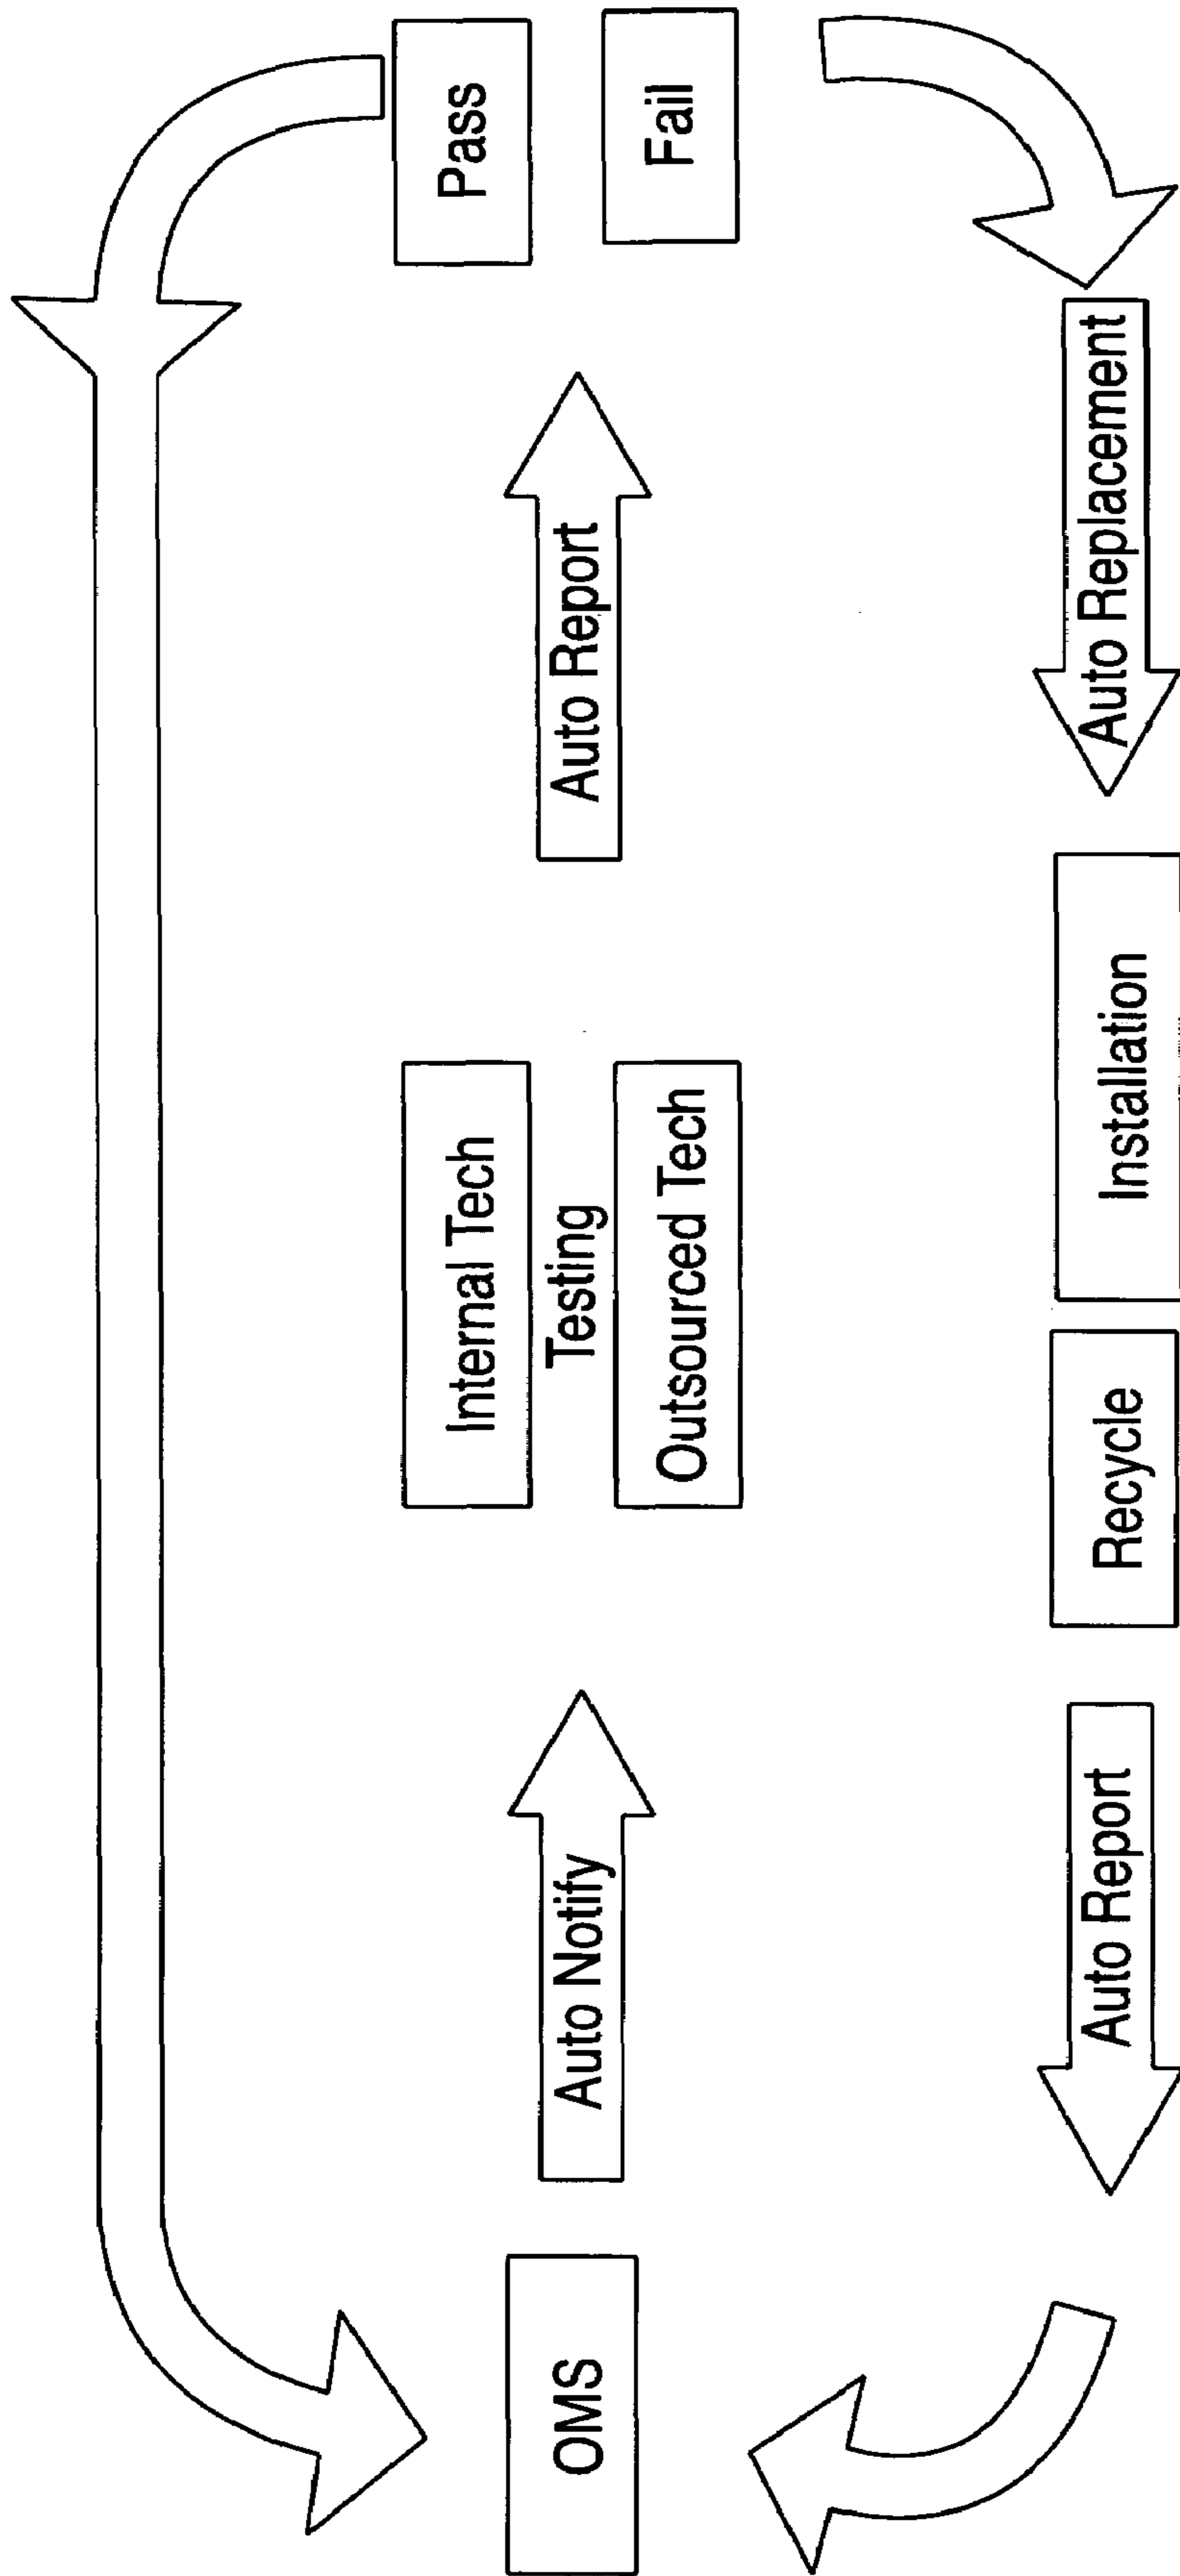 OMS
Auto Notify
Internal Tech
Testing
Outsourced Tech
Auto Report
Pass
Fail
Auto Replacement
Installation
Recycle
Auto Report